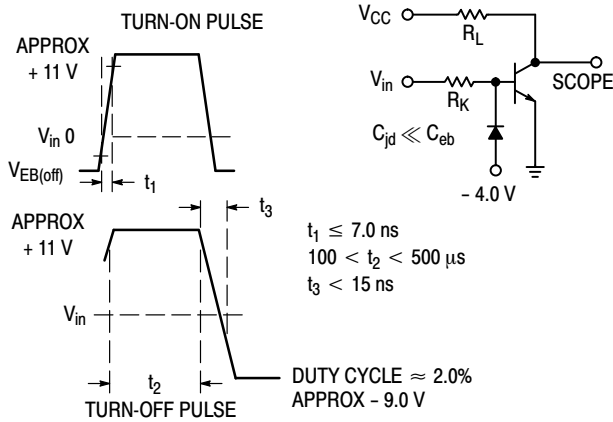 TURN-ON PULSE
APPROX
+ 11 V
V_in 0
V_EB(off)
t_1
t_3
APPROX
+ 11 V
V_in
t_2
TURN-OFF PULSE
t_1 ≤ 7.0 ns
100 < t_2 < 500 μs
t_3 < 15 ns
DUTY CYCLE ≈ 2.0%
APPROX - 9.0 V
V_CC
R_L
V_in
R_K
SCOPE
C_jd ≪ C_eb
- 4.0 V